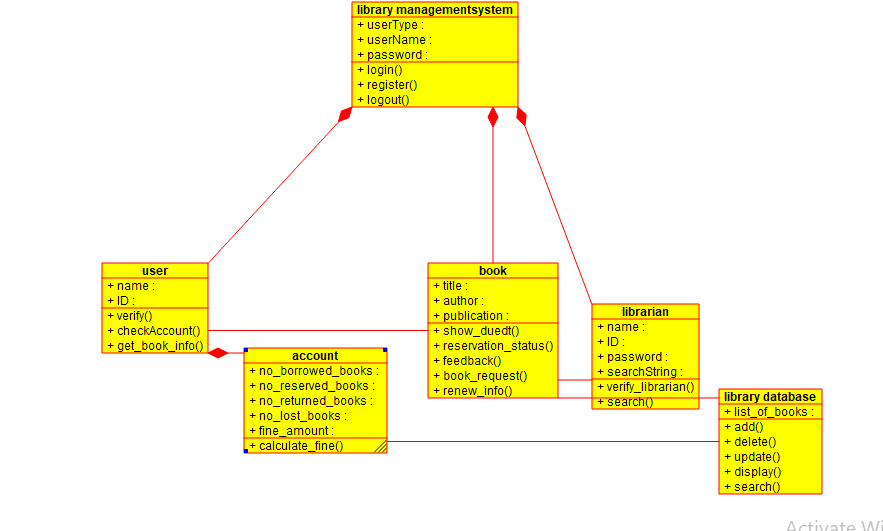 library managementsystem
+ userType :
+ userName :
+ password :
+ login()
+ register()
+ logout()
user
+ name :
+ ID :
+ verify()
+ checkAccount()
+ get_book_info()
book
+ title :
+ author :
+ publication :
+ show_duedt()
+ reservation_status()
+ feedback()
+ book_request()
+ renew_info()
librarian
+ name :
+ ID :
+ password :
+ searchString :
+ verify_librarian()
+ search()
account
+ no_borrowed_books :
+ no_reserved_books :
+ no_returned_books :
+ no_lost_books :
+ fine_amount :
+ calculate_fine()
library database
+ list_of_books :
+ add()
+ delete()
+ update()
+ display()
+ search()
Activate Wi